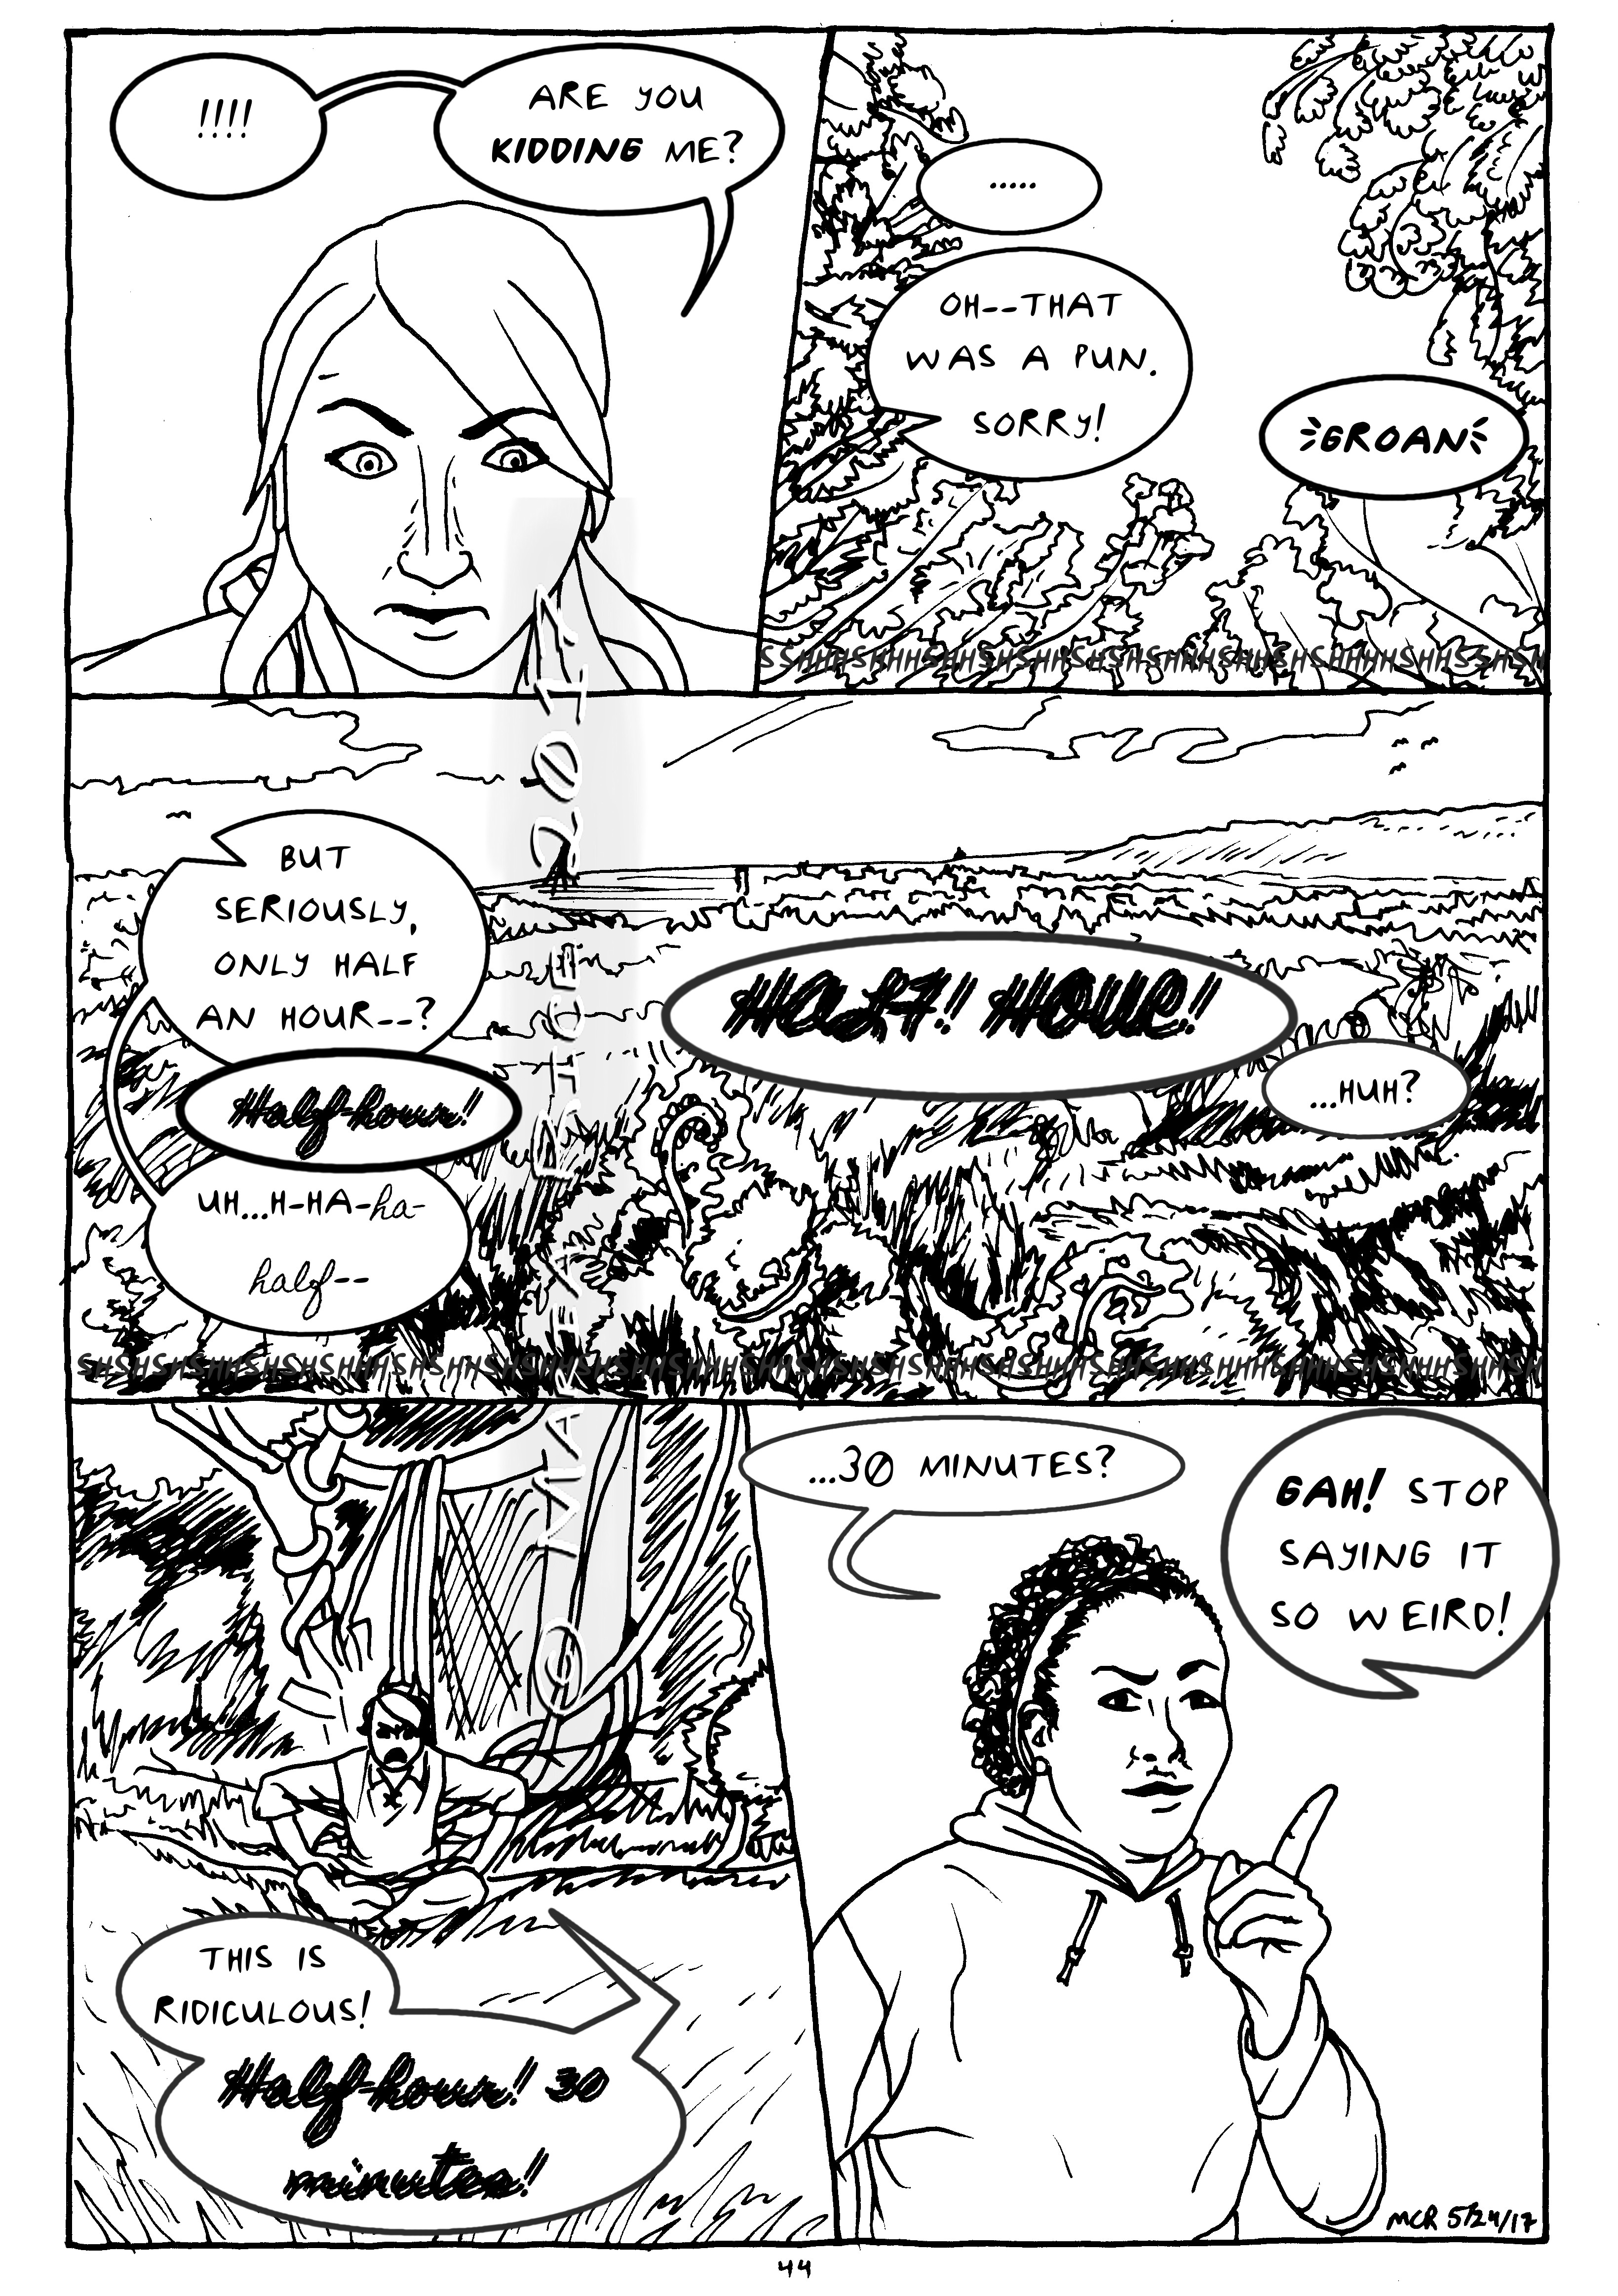 !!!!
ARE YOU
KIDDING ME?
.....
OH--THAT
WAS A PUN.
SORRY!
GROAN
BUT
SERIOUSLY,
ONLY HALF
AN HOUR--?
Half-hour!
UH...H-HA-ha-
half--
HALF!! HOUR!!
...HUH?
THIS IS
RIDICULOUS!
Half-hour!! 30
minutes!!
...30 MINUTES?
GAH! STOP
SAYING IT
SO WEIRD!
MCR 5/24/17
44